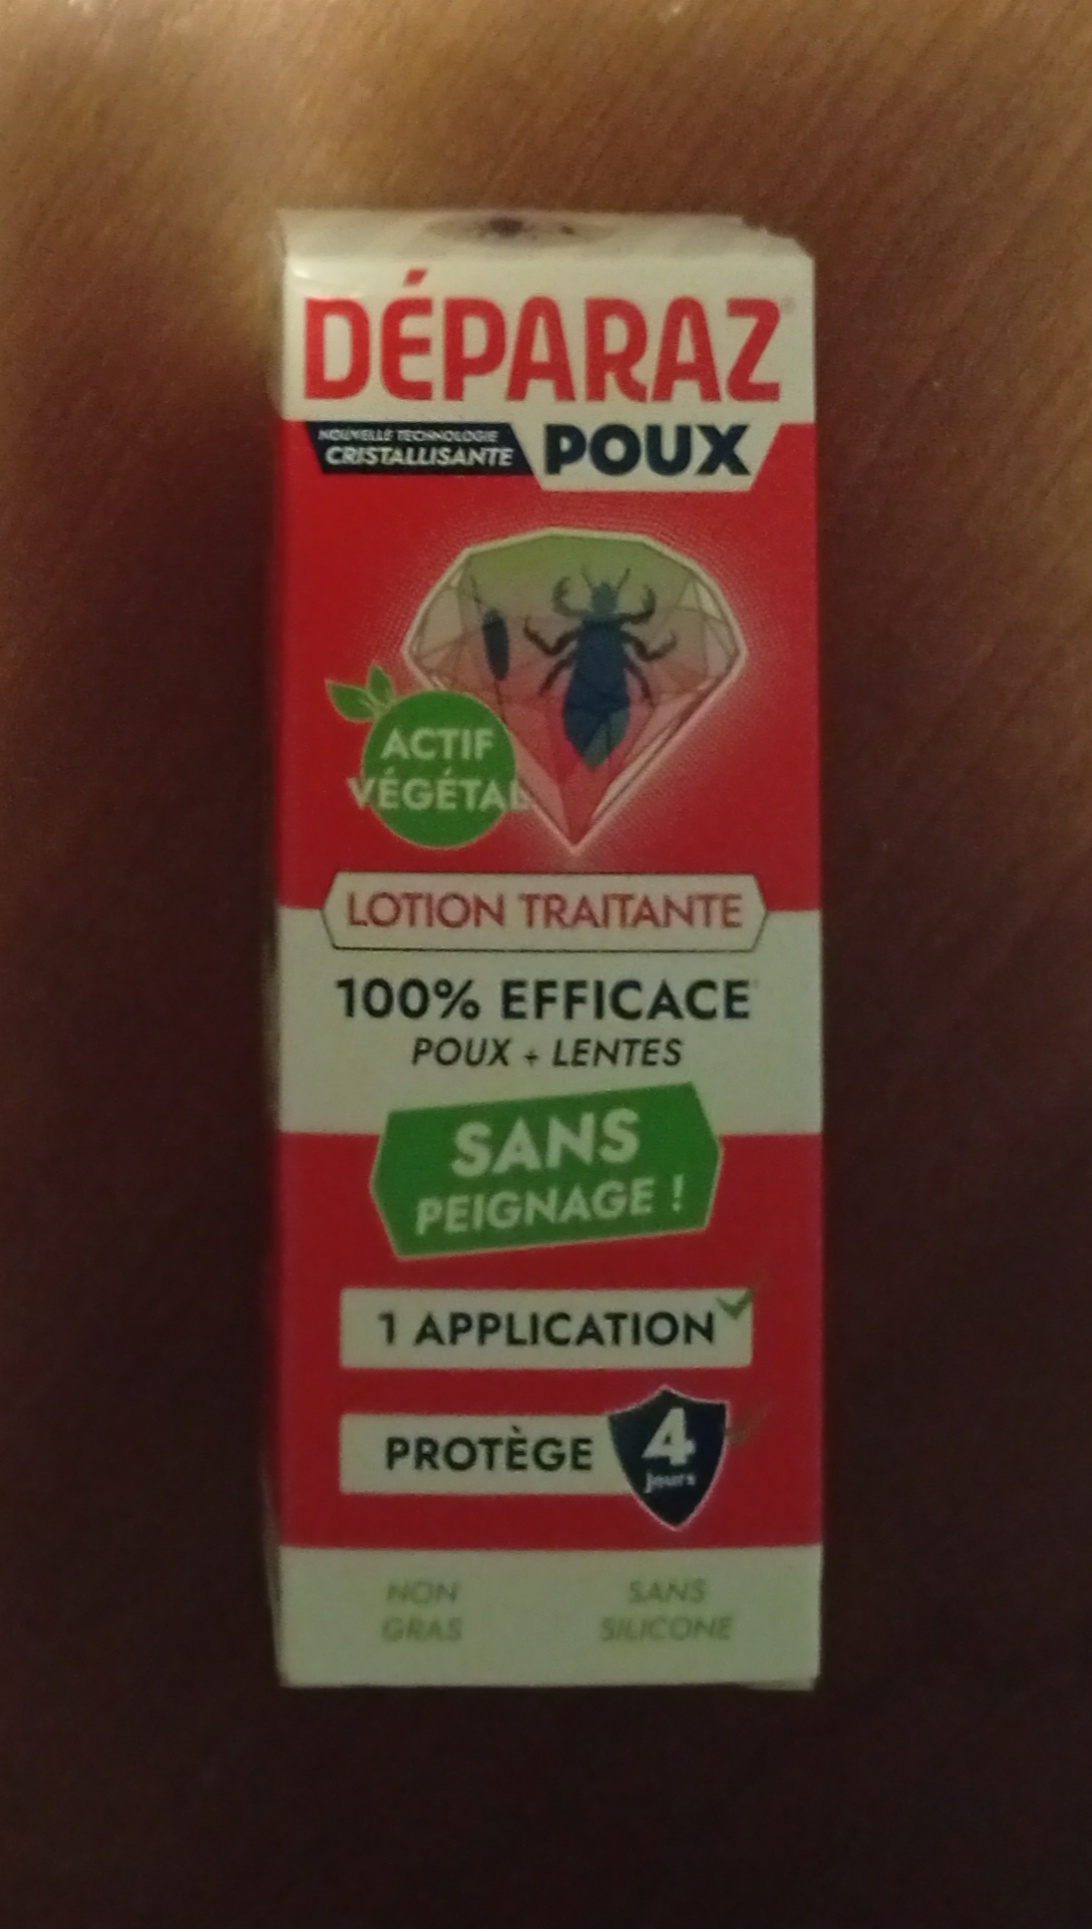 DÉPARAZ®
NOUVELLE TECHNOLOGIE
CRISTALLISANTE
POUX
ACTIF
VÉGÉTAL
LOTION TRAITANTE
100% EFFICACE
POUX + LENTES
SANS
PEIGNAGE !
1 APPLICATION
PROTÈGE
4
jours
NON
GRAS
SANS
SILICONE